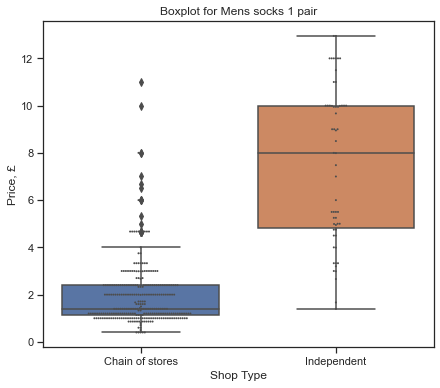 Boxplot for Mens socks 1 pair
12
10
8
6
4
2
0
Price, £
Chain of stores
Independent
Shop Type